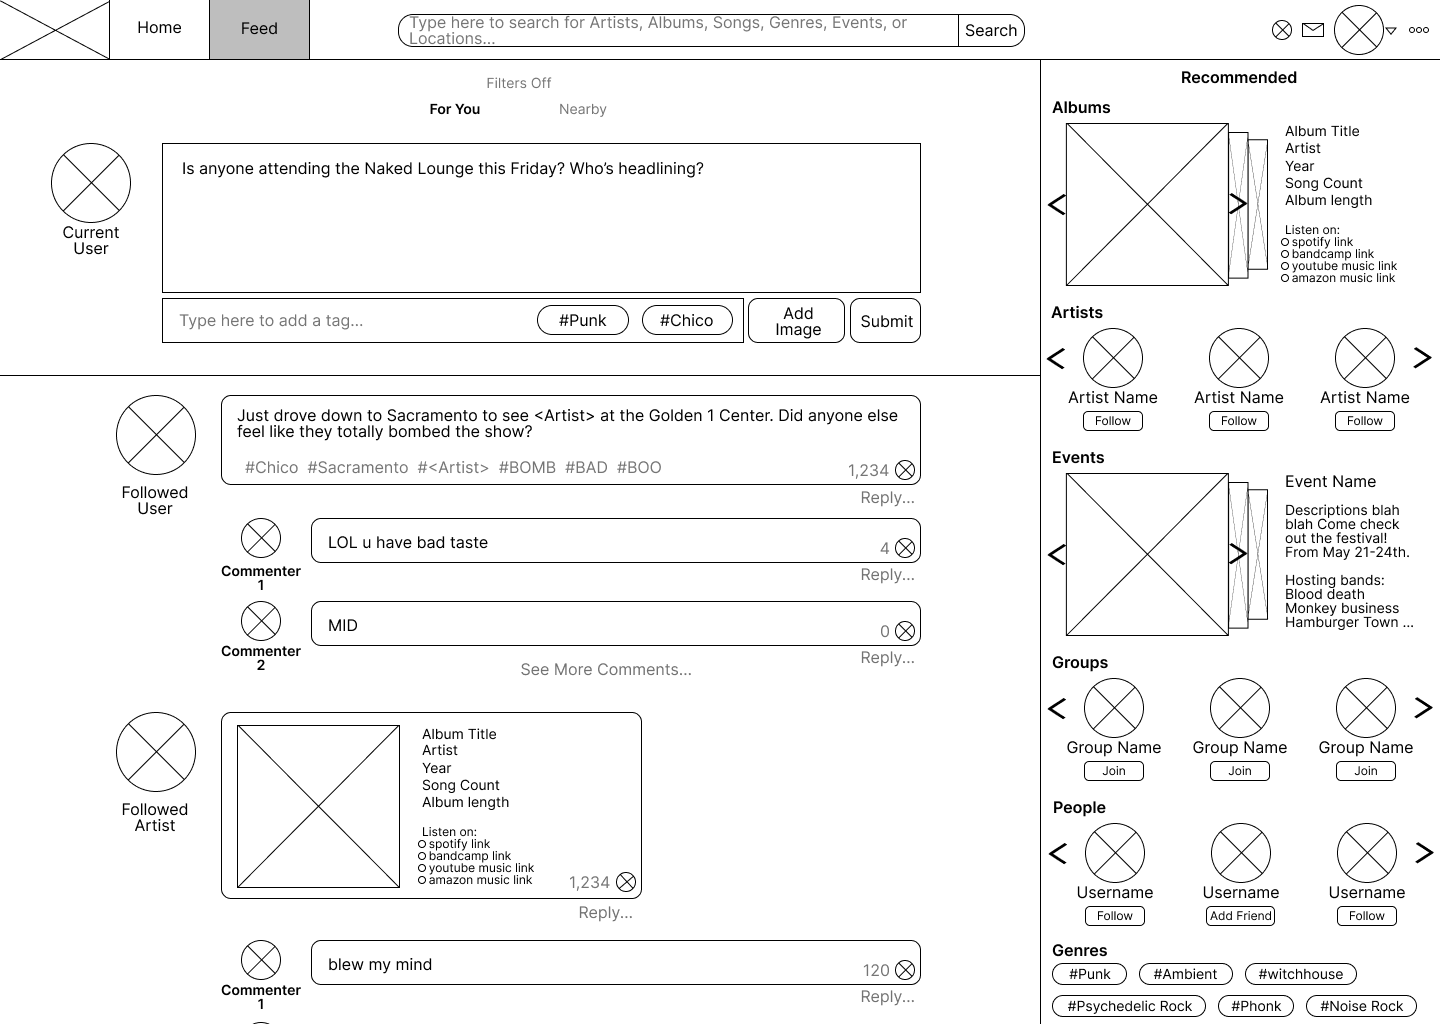 Home
Feed
Type here to search for Artists, Albums, Songs, Genres, Events, or
Locations...
Search
Filters Off
For You
Nearby
Current
User
Is anyone attending the Naked Lounge this Friday? Who's headlining?
Type here to add a tag...
#Punk
#Chico
Add
Image
Submit
Followed
User
Just drove down to Sacramento to see <Artist> at the Golden 1 Center. Did anyone else
feel like they totally bombed the show?
#Chico #Sacramento #<Artist> #BOMB #BAD #BOO
1,234
Reply...
Commenter
1
LOL u have bad taste
4
Reply...
Commenter
2
MID
0
Reply...
See More Comments...
Followed
Artist
Album Title
Artist
Year
Song Count
Album length
Listen on:
spotify link
bandcamp link
youtube music link
amazon music link
1,234
Reply...
Commenter
1
blew my mind
120
Reply...
Recommended
Albums
Album Title
Artist
Year
Song Count
Album length
Listen on:
spotify link
bandcamp link
youtube music link
amazon music link
Artists
Artist Name
Artist Name
Artist Name
Follow
Follow
Follow
Events
Event Name
Descriptions blah
blah Come check
out the festival!
From May 21-24th.
Hosting bands:
Blood death
Monkey business
Hamburger Town ...
Groups
Group Name
Group Name
Group Name
Join
Join
Join
People
Username
Username
Username
Follow
Add Friend
Follow
Genres
#Punk
#Ambient
#witchhouse
#Psychedelic Rock
#Phonk
#Noise Rock